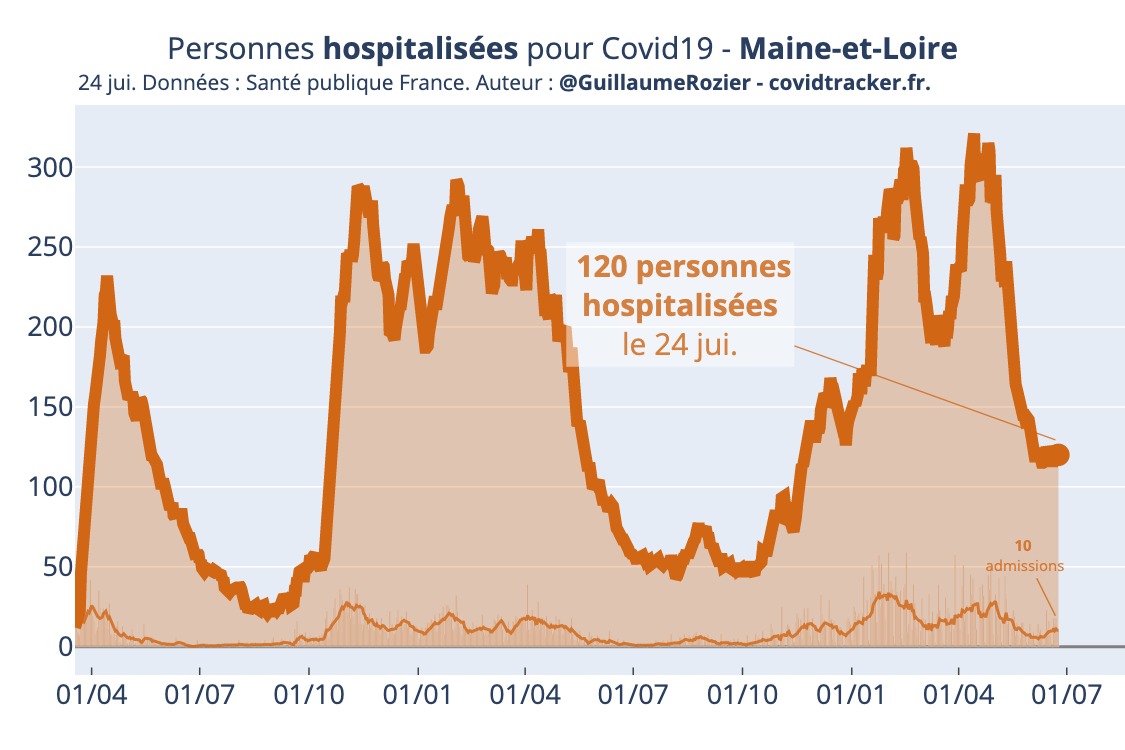 Personnes hospitalisées pour Covid19 - Maine-et-Loire
24 jui. Données : Santé publique France. Auteur : @GuillaumeRozier - covidtracker.fr.
300
250
200
150
100
50
0
120 personnes
hospitalisées
le 24 jui.
10
admissions
01/04 01/07 01/10 01/01 01/04 01/07 01/10 01/01 01/04 01/07